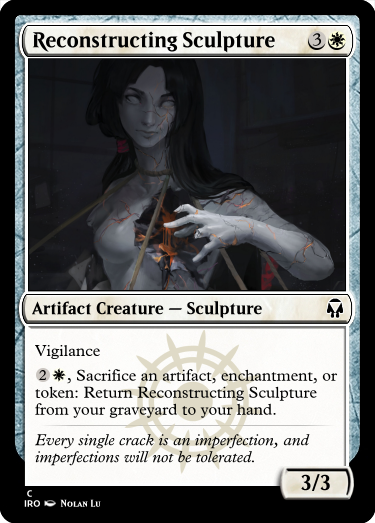 Reconstructing Sculpture 3
Artifact Creature — Sculpture
Vigilance
2, Sacrifice an artifact, enchantment, or
token: Return Reconstructing Sculpture
from your graveyard to your hand.
Every single crack is an imperfection, and
imperfections will not be tolerated.
3/3
C
IRO Nolan Lu